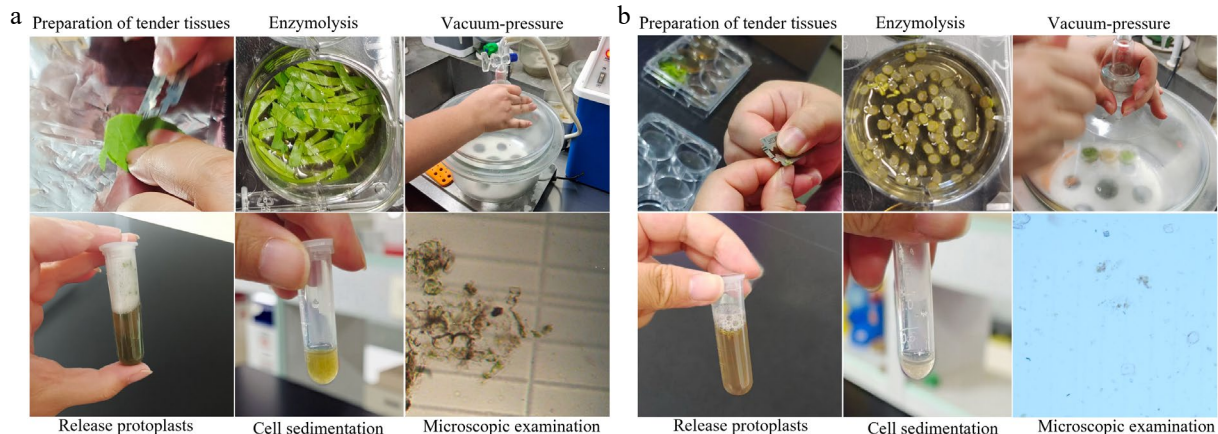 a
Preparation of tender tissues
Enzymolysis
Vacuum-pressure
Release protoplasts
Cell sedimentation
Microscopic examination
b
Preparation of tender tissues
Enzymolysis
Vacuum-pressure
Release protoplasts
Cell sedimentation
Microscopic examination